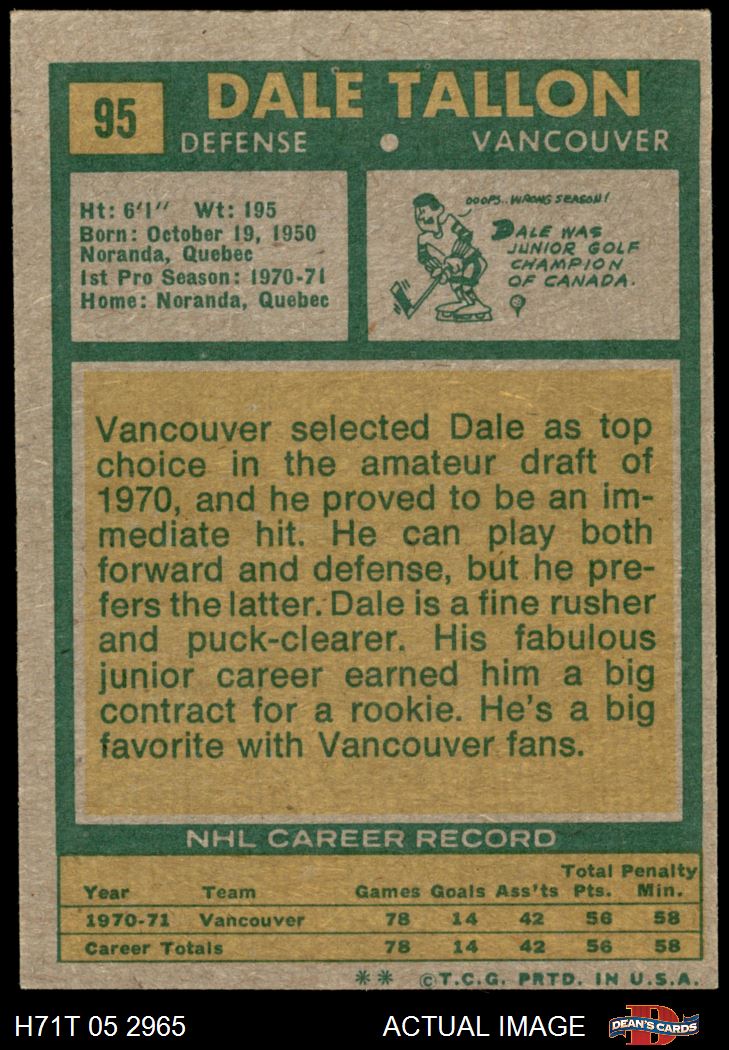 95
DALE TALLON
DEFENSE • VANCOUVER
Ht: 6'1" Wt: 195
Born: October 19, 1950
Noranda, Quebec
1st Pro Season: 1970-71
Home: Noranda, Quebec
OOOPS.. WRONG SEASON!
DALE WAS
JUNIOR GOLF
CHAMPION
OF CANADA.
Vancouver selected Dale as top
choice in the amateur draft of
1970, and he proved to be an im-
mediate hit. He can play both
forward and defense, but he pre-
fers the latter. Dale is a fine rusher
and puck-clearer. His fabulous
junior career earned him a big
contract for a rookie. He's a big
favorite with Vancouver fans.
NHL CAREER RECORD
Total Penalty
Year Team Games Goals Ass'ts Pts. Min.
1970-71 Vancouver 78 14 42 56 58
Career Totals 78 14 42 56 58
** ©T.C.G. PRTD. IN U.S.A.
H71T 05 2965 ACTUAL IMAGE DEAN'S CARDS